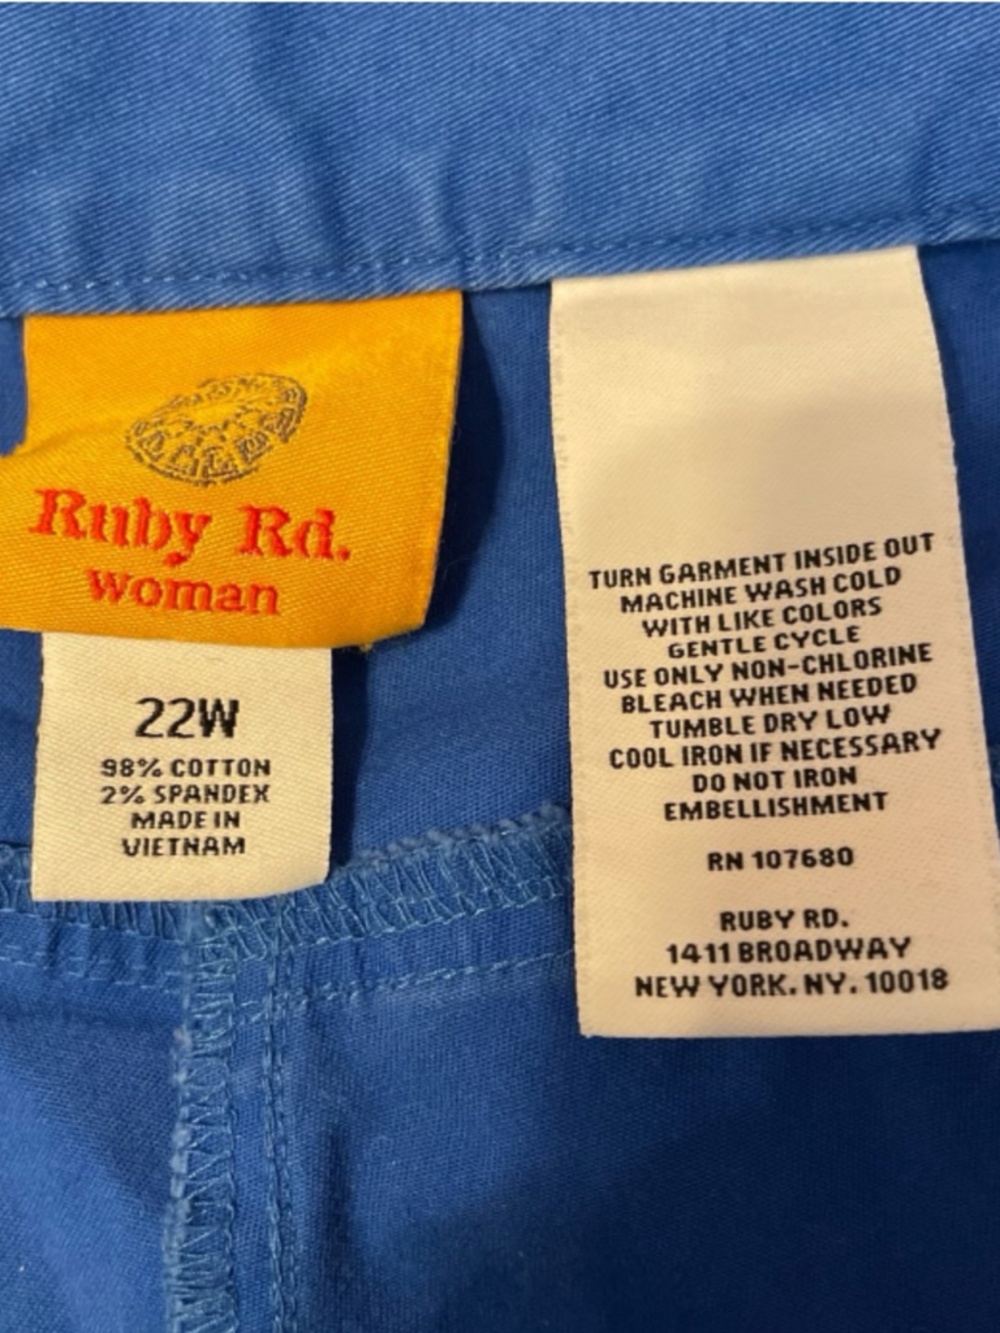 Ruby Rd.
woman
22W
98% COTTON
2% SPANDEX
MADE IN
VIETNAM
TURN GARMENT INSIDE OUT
MACHINE WASH COLD
WITH LIKE COLORS
GENTLE CYCLE
USE ONLY NON-CHLORINE
BLEACH WHEN NEEDED
TUMBLE DRY LOW
COOL IRON IF NECESSARY
DO NOT IRON
EMBELLISHMENT
RN 107680
RUBY RD.
1411 BROADWAY
NEW YORK. NY. 10018